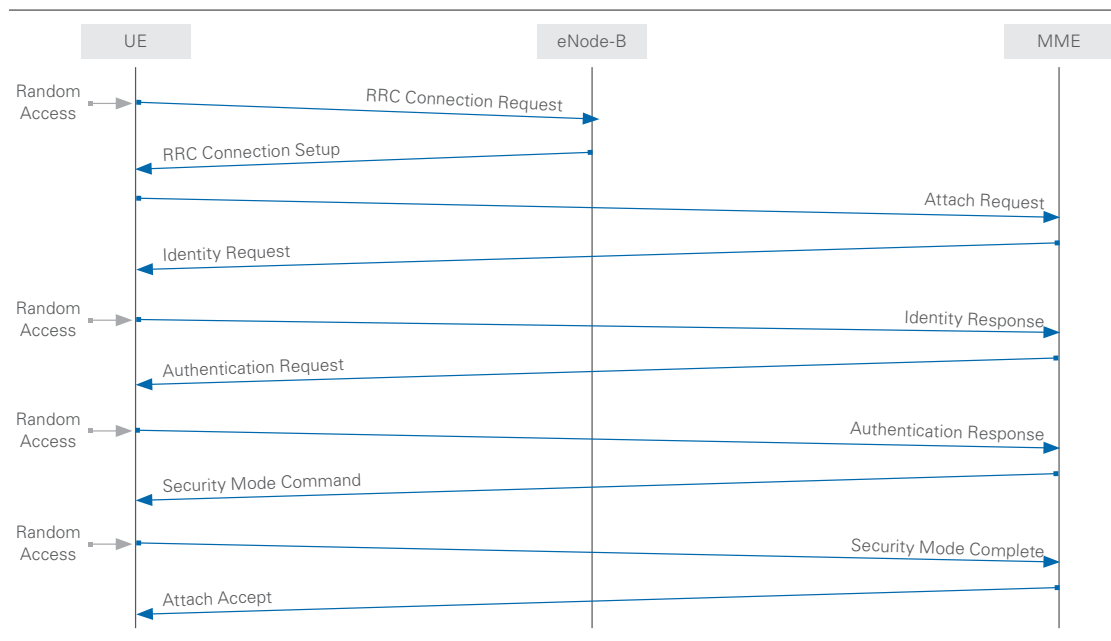 UE
eNode-B
MME
Random
Access
RRC Connection Request
RRC Connection Setup
Attach Request
Identity Request
Random
Access
Identity Response
Authentication Request
Random
Access
Authentication Response
Security Mode Command
Random
Access
Security Mode Complete
Attach Accept